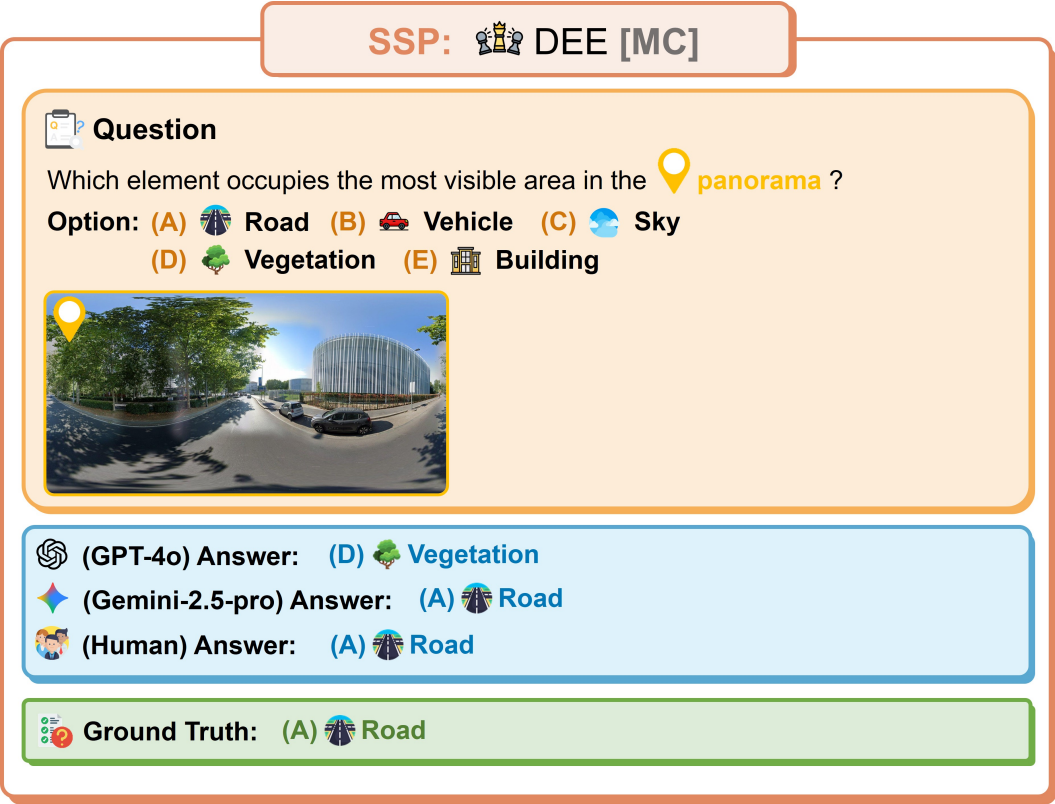 SSP: DEE [MC]
Question
Which element occupies the most visible area in the panorama ?
Option: (A) Road (B) Vehicle (C) Sky
(D) Vegetation (E) Building
(GPT-4o) Answer: (D) Vegetation
(Gemini-2.5-pro) Answer: (A) Road
(Human) Answer: (A) Road
Ground Truth: (A) Road